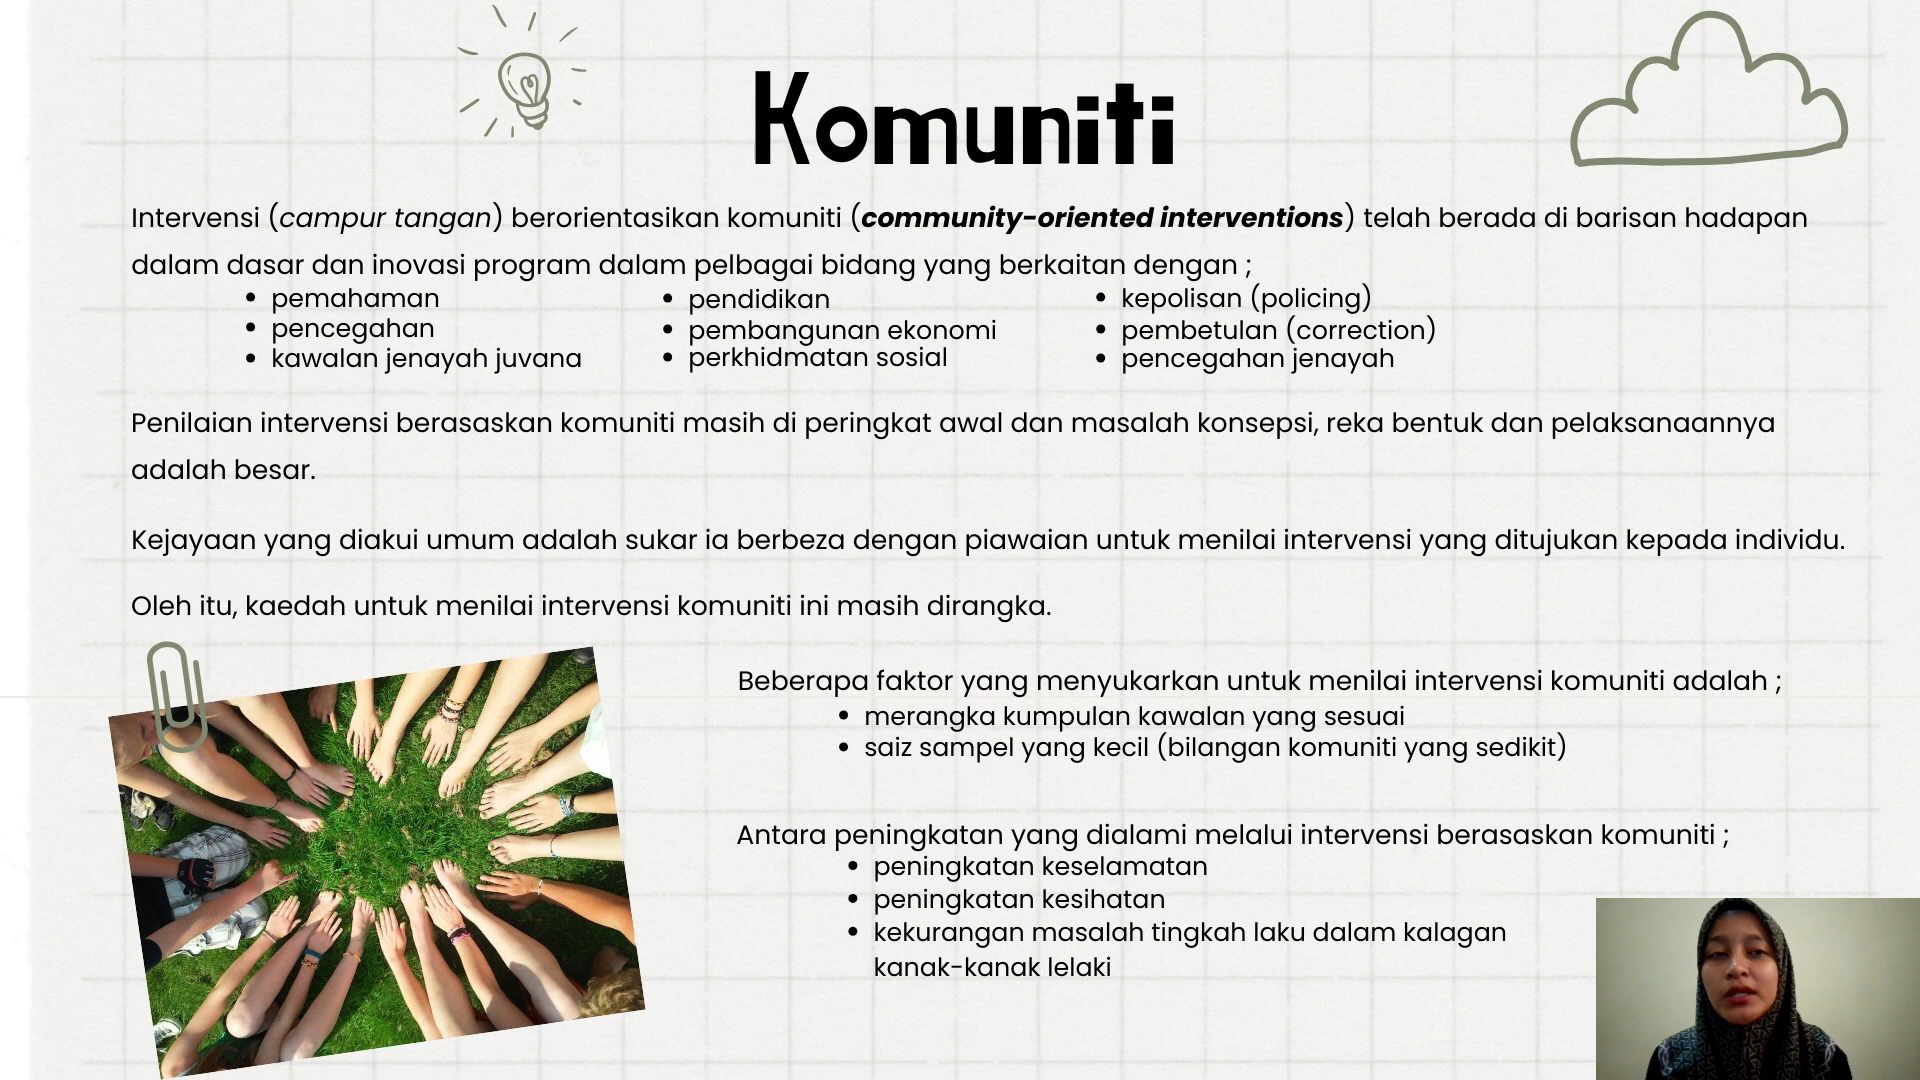 Komuniti
Intervensi (campur tangan) berorientasikan komuniti (community-oriented interventions) telah berada di barisan hadapan
dalam dasar dan inovasi program dalam pelbagai bidang yang berkaitan dengan ;
• pemahaman
• pencegahan
• kawalan jenayah juvana
• pendidikan
• pembangunan ekonomi
• perkhidmatan sosial
• kepolisan (policing)
• pembetulan (correction)
• pencegahan jenayah
Penilaian intervensi berasaskan komuniti masih di peringkat awal dan masalah konsepsi, reka bentuk dan pelaksanaannya
adalah besar.
Kejayaan yang diakui umum adalah sukar ia berbeza dengan piawaian untuk menilai intervensi yang ditujukan kepada individu.
Oleh itu, kaedah untuk menilai intervensi komuniti ini masih dirangka.
Beberapa faktor yang menyukarkan untuk menilai intervensi komuniti adalah ;
• merangka kumpulan kawalan yang sesuai
• saiz sampel yang kecil (bilangan komuniti yang sedikit)
Antara peningkatan yang dialami melalui intervensi berasaskan komuniti ;
• peningkatan keselamatan
• peningkatan kesihatan
• kekurangan masalah tingkah laku dalam kalagan
kanak-kanak lelaki